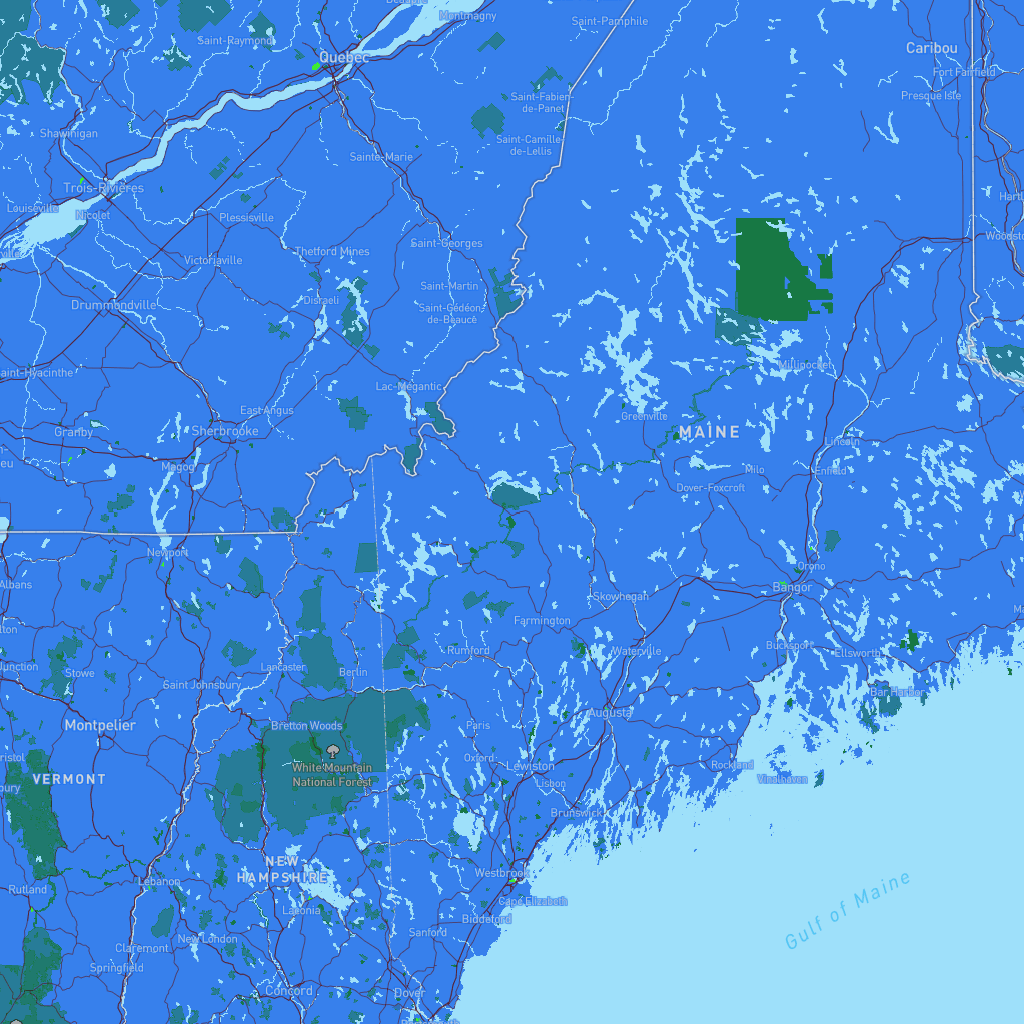 Montmagny
Saint-Pamphile
Saint-Raymond
Quebec
Caribou
Fort Fairfield
Presque Isle
Saint-Fabien-
de-Panet
Shawinigan
Saint-Camille-
de-Lellis
Sainte-Marie
Trois-Rivières
Louiseville
Nicolet
Plessisville
Saint-Georges
Thetford Mines
Victoriaville
Saint-Martin
Disraeli
Drummondville
Saint-Gédéon-
de-Beauce
Millinocket
Lac-Mégantic
East Angus
Greenville
Granby
Sherbrooke
MAINE
Lincoln
Magog
Milo
Enfield
Dover-Foxcroft
Newport
Orono
Bangor
Skowhegan
Farmington
Bucksport
Ellsworth
Rumford
Waterville
Lancaster
Berlin
Stowe
Saint Johnsbury
Bar Harbor
Augusta
Montpelier
Bretton Woods
Paris
Oxford
Lewiston
Rockland
White Mountain
National Forest
VERMONT
Vinalhaven
Lisbon
Brunswick
NEW
HAMPSHIRE
Westbrook
Lebanon
Rutland
Cape Elizabeth
Laconia
Biddeford
Gulf of Maine
Sanford
New London
Claremont
Springfield
Concord
Dover